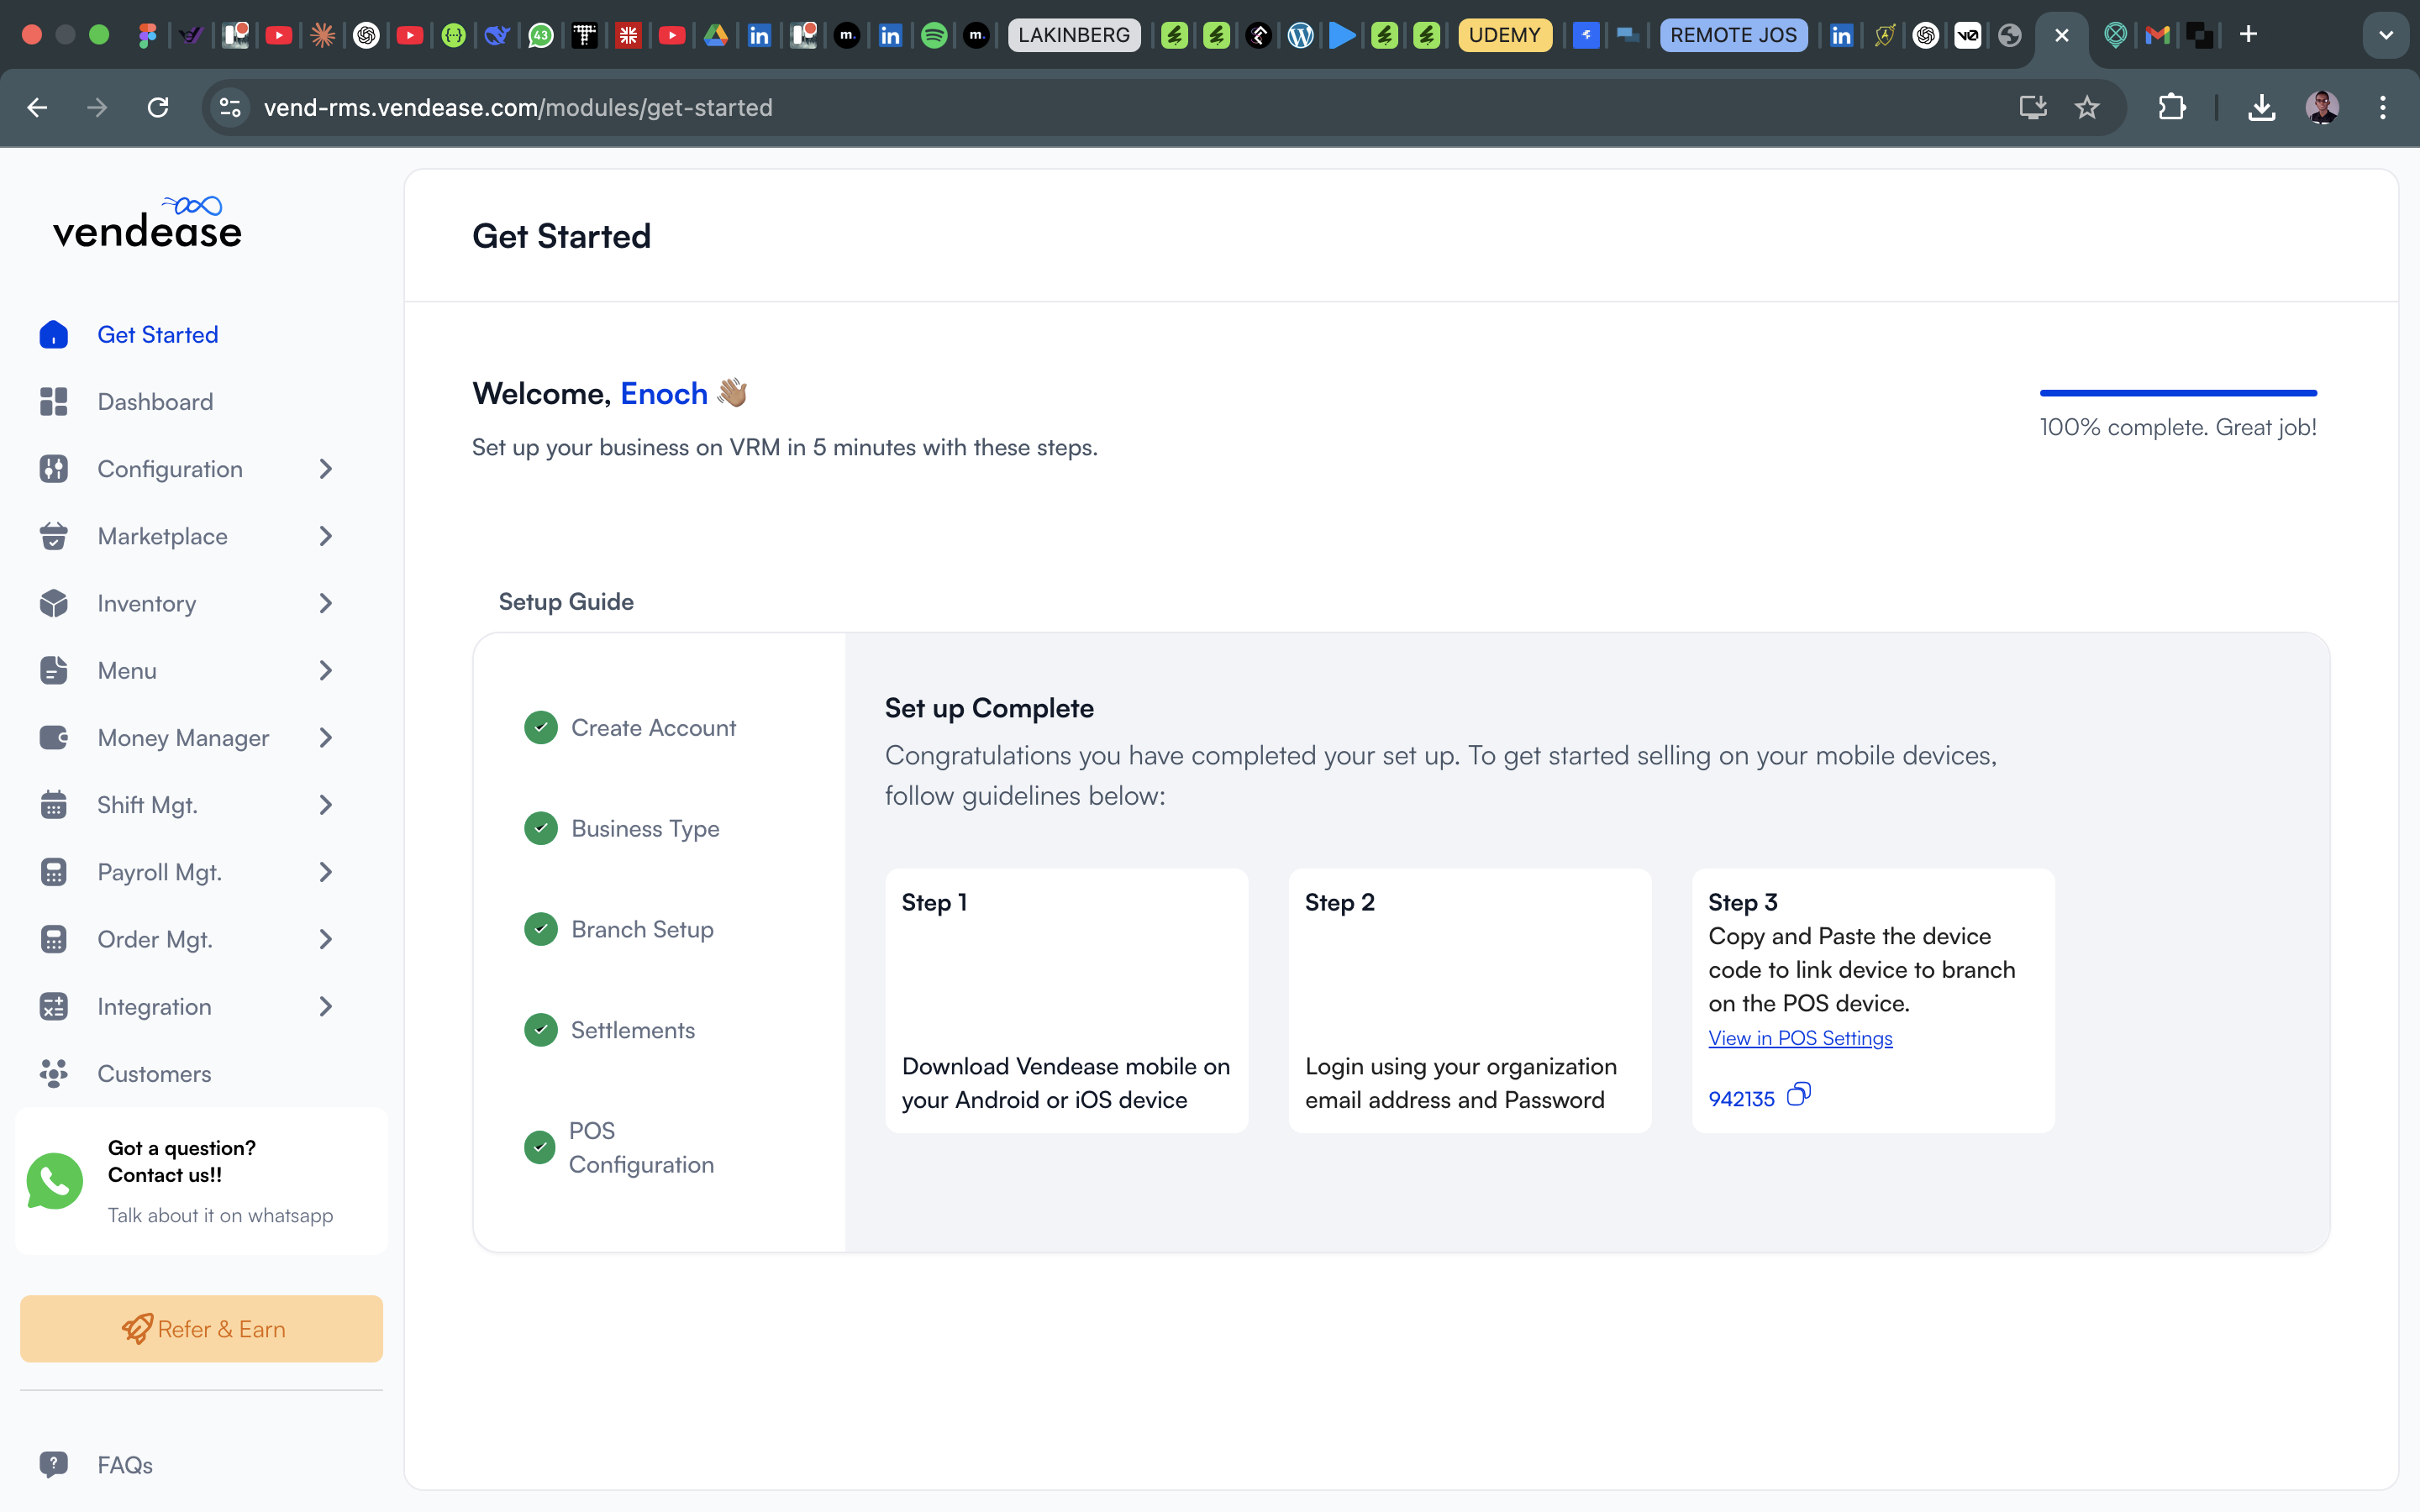 43
m.
m.
LAKINBERG
UDEMY
REMOTE JOS
vend-rms.vendease.com/modules/get-started
vendease
Get Started
Dashboard
Configuration
Marketplace
Inventory
Menu
Money Manager
Shift Mgt.
Payroll Mgt.
Order Mgt.
Integration
Customers
Got a question?
Contact us!!
Talk about it on whatsapp
Refer & Earn
FAQs
Get Started
Welcome, Enoch 👋🏽
Set up your business on VRM in 5 minutes with these steps.
100% complete. Great job!
Setup Guide
Create Account
Business Type
Branch Setup
Settlements
POS
Configuration
Set up Complete
Congratulations you have completed your set up. To get started selling on your mobile devices,
follow guidelines below:
Step 1
Download Vendease mobile on
your Android or iOS device
Step 2
Login using your organization
email address and Password
Step 3
Copy and Paste the device
code to link device to branch
on the POS device.
View in POS Settings
942135